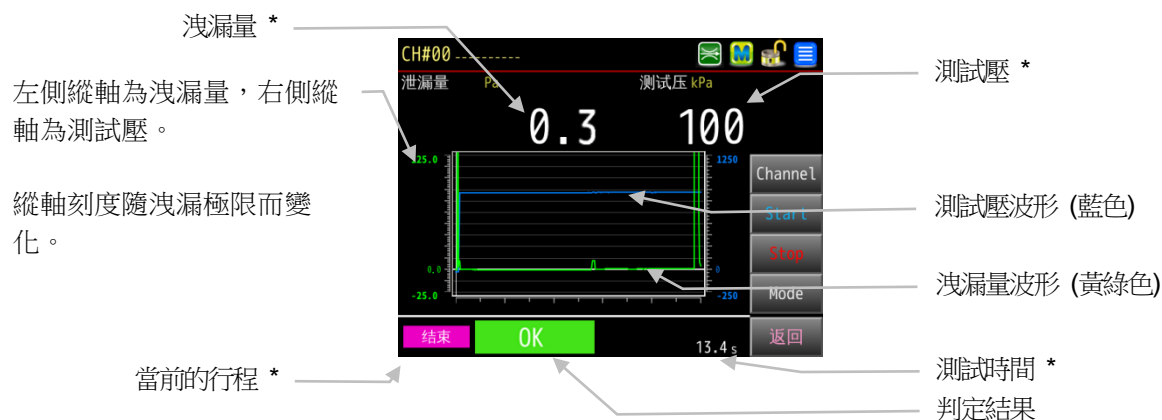 洩漏量 *
左側縱軸為洩漏量,右側縱
軸為測試壓。
縱軸刻度隨洩漏極限而變
化。
CH#00 ----------
M
泄漏量 Pa 测试压 kPa
0.3 100
125.0 1250
0.0 0
-25.0 -250
Channel
Start
Stop
Mode
返回
结束 OK 13.4 s
測試壓 *
測試壓波形 (藍色)
洩漏量波形 (黃綠色)
當前的行程 *
測試時間 *
判定結果